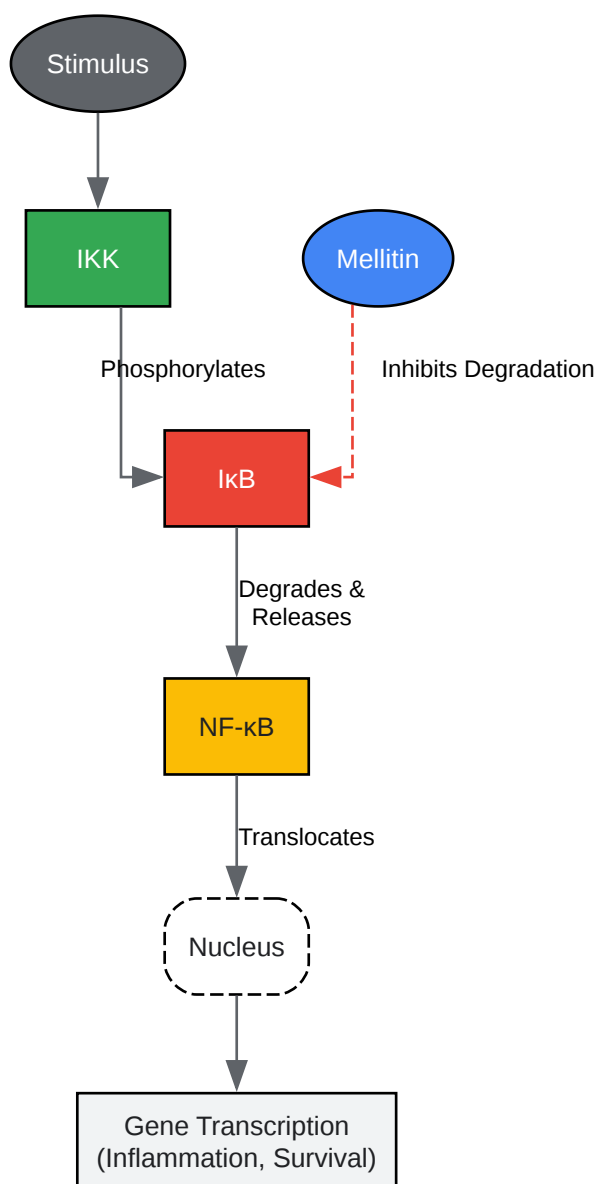 Stimulus
IKK
Mellitin
Phosphorylates
Inhibits Degradation
IκB
Degrades &
Releases
NF-κB
Translocates
Nucleus
Gene Transcription
(Inflammation, Survival)